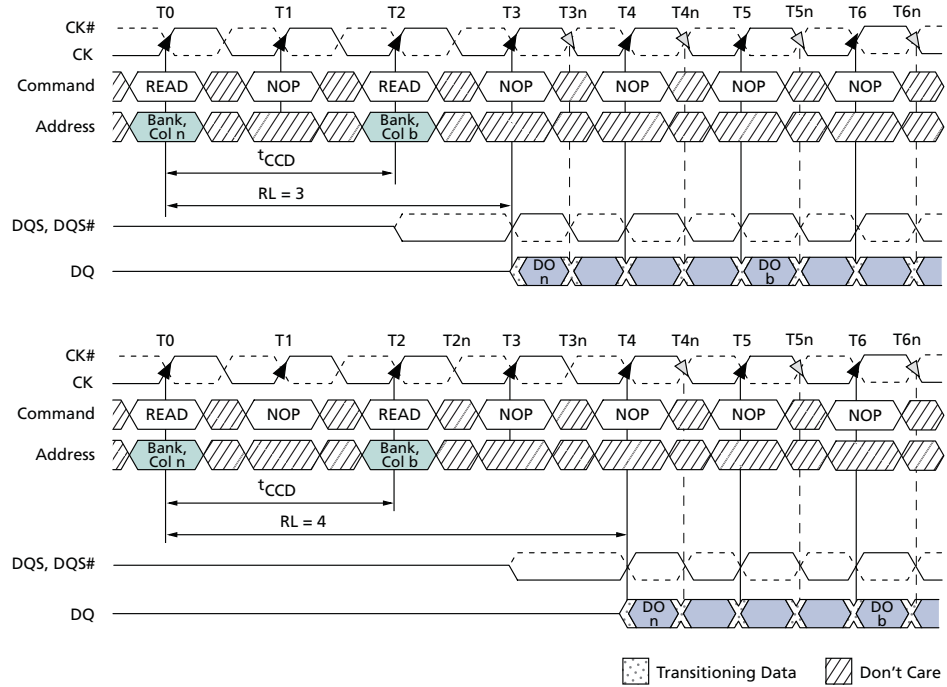 T0 T1 T2 T3 T3n T4 T4n T5 T5n T6 T6n
CK#
CK
Command READ NOP READ NOP NOP NOP NOP
Address Bank, Col n Bank, Col b
tCCD
RL = 3
DQS, DQS#
DQ DO n DO b
T0 T1 T2 T2n T3 T3n T4 T4n T5 T5n T6 T6n
CK#
CK
Command READ NOP READ NOP NOP NOP NOP
Address Bank, Col n Bank, Col b
tCCD
RL = 4
DQS, DQS#
DQ DO n DO b
Transitioning Data Don't Care